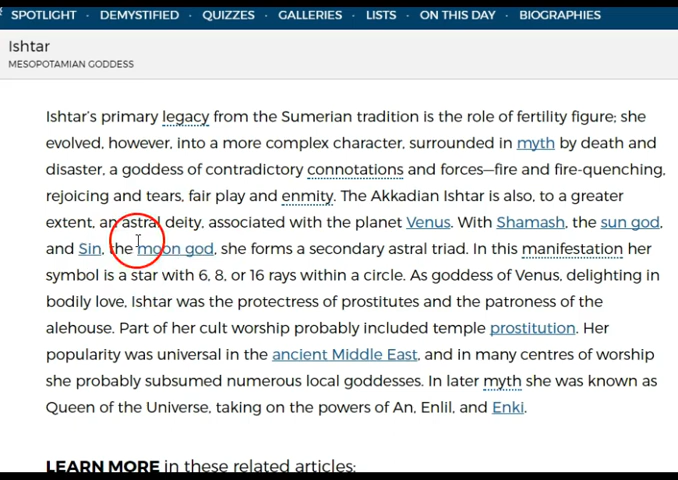 SPOTLIGHT · DEMYSTIFIED · QUIZZES · GALLERIES · LISTS · ON THIS DAY · BIOGRAPHIES
Ishtar
MESOPOTAMIAN GODDESS
Ishtar's primary legacy from the Sumerian tradition is the role of fertility figure; she
evolved, however, into a more complex character, surrounded in myth by death and
disaster, a goddess of contradictory connotations and forces—fire and fire-quenching,
rejoicing and tears, fair play and enmity. The Akkadian Ishtar is also, to a greater
extent, an astral deity, associated with the planet Venus. With Shamash, the sun god,
and Sin, the moon god, she forms a secondary astral triad. In this manifestation her
symbol is a star with 6, 8, or 16 rays within a circle. As goddess of Venus, delighting in
bodily love, Ishtar was the protectress of prostitutes and the patroness of the
alehouse. Part of her cult worship probably included temple prostitution. Her
popularity was universal in the ancient Middle East, and in many centres of worship
she probably subsumed numerous local goddesses. In later myth she was known as
Queen of the Universe, taking on the powers of An, Enlil, and Enki.
LEARN MORE in these related articles: